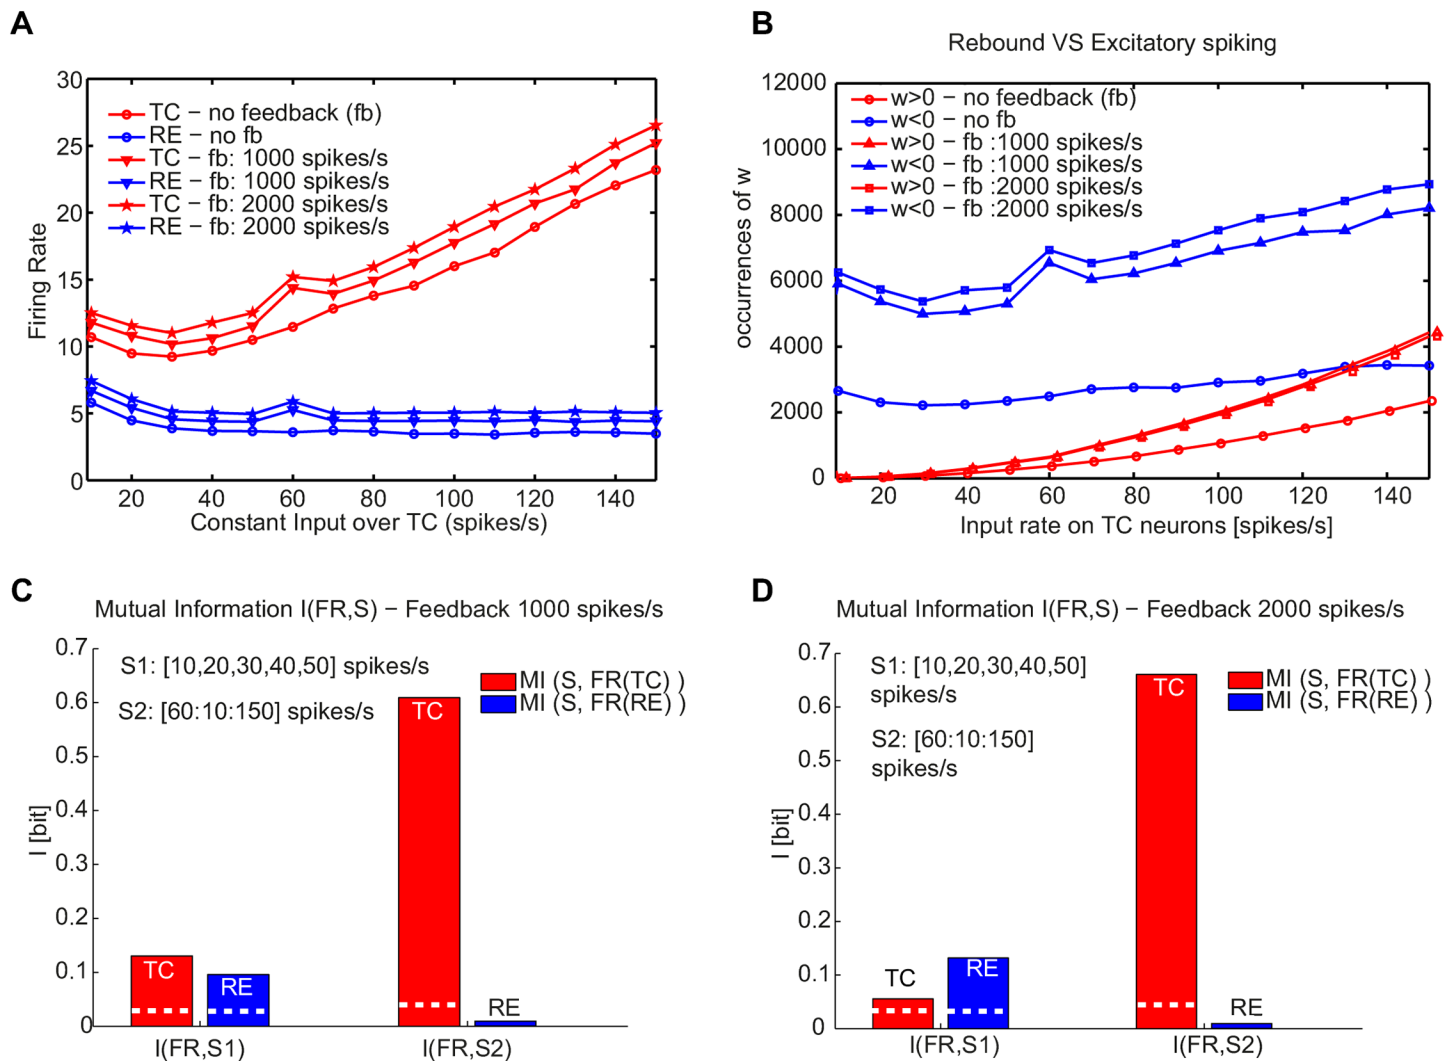 A
30
25
20
15
10
5
0
Firing Rate
TC − no feedback (fb)
RE − no fb
TC − fb: 1000 spikes/s
RE − fb: 1000 spikes/s
TC − fb: 2000 spikes/s
RE − fb: 2000 spikes/s
20 40 60 80 100 120 140
Constant Input over TC (spikes/s)
B
Rebound VS Excitatory spiking
12000
10000
8000
6000
4000
2000
0
occurrences of w
w>0 − no feedback (fb)
w<0 − no fb
w>0 − fb :1000 spikes/s
w<0 − fb :1000 spikes/s
w>0 − fb :2000 spikes/s
w<0 − fb :2000 spikes/s
20 40 60 80 100 120 140
Input rate on TC neurons [spikes/s]
C
Mutual Information I(FR,S) − Feedback 1000 spikes/s
0.7
0.6
0.5
0.4
0.3
0.2
0.1
0
I [bit]
S1: [10,20,30,40,50] spikes/s
S2: [60:10:150] spikes/s
MI (S, FR(TC) )
MI (S, FR(RE) )
TC
RE
TC
RE
I(FR,S1) I(FR,S2)
D
Mutual Information I(FR,S) − Feedback 2000 spikes/s
0.7
0.6
0.5
0.4
0.3
0.2
0.1
0
I [bit]
S1: [10,20,30,40,50]
spikes/s
S2: [60:10:150]
spikes/s
MI (S, FR(TC) )
MI (S, FR(RE) )
TC
RE
TC
RE
I(FR,S1) I(FR,S2)